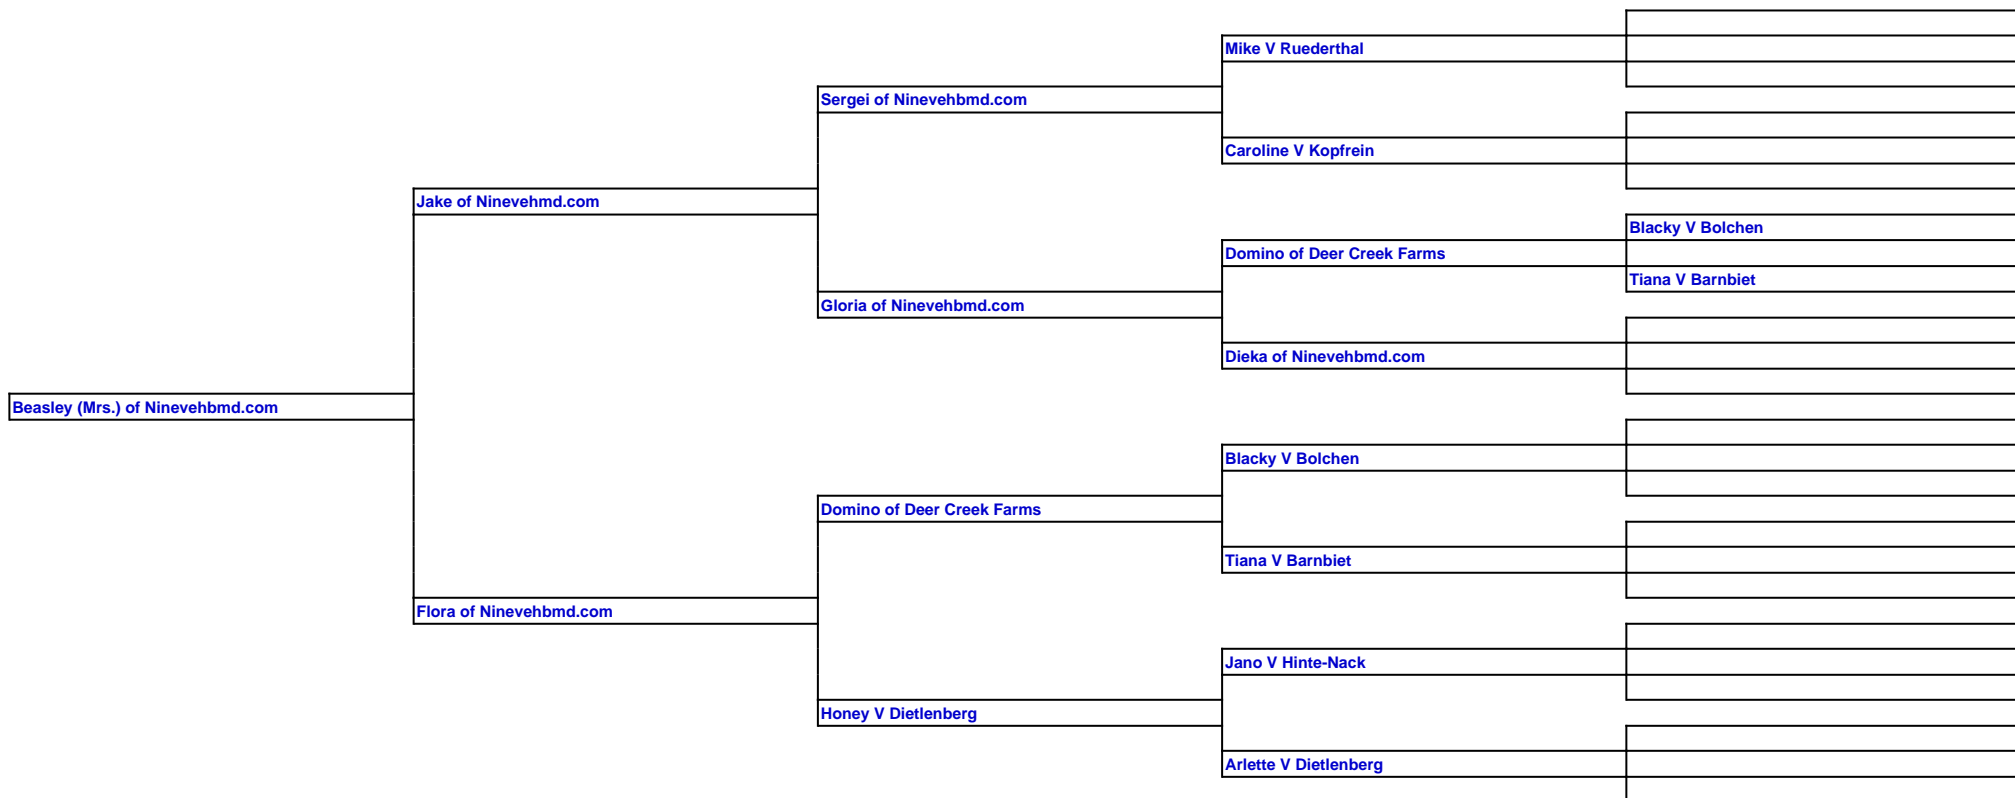 Mike V Ruederthal
Sergei of Ninevehbmd.com
Caroline V Kopfrein
Jake of Ninevehmd.com
Blacky V Bolchen
Domino of Deer Creek Farms
Tiana V Barnbiet
Gloria of Ninevehbmd.com
Dieka of Ninevehbmd.com
Beasley (Mrs.) of Ninevehbmd.com
Blacky V Bolchen
Domino of Deer Creek Farms
Tiana V Barnbiet
Flora of Ninevehbmd.com
Jano V Hinte-Nack
Honey V Dietlenberg
Arlette V Dietlenberg